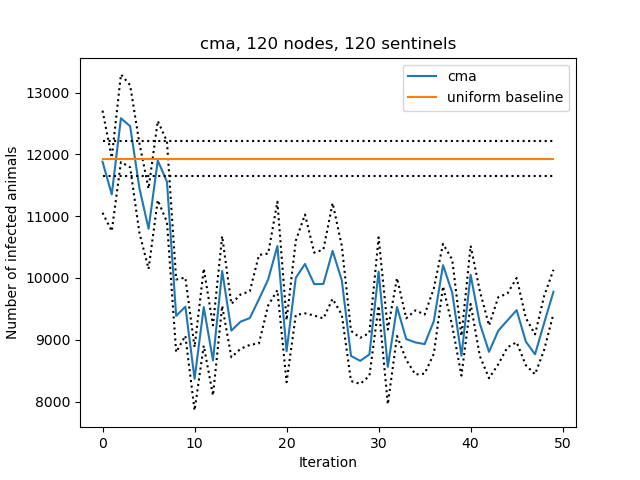 cma, 120 nodes, 120 sentinels
cma
uniform baseline
Number of infected animals
13000
12000
11000
10000
9000
8000
0
10
20
30
40
50
Iteration